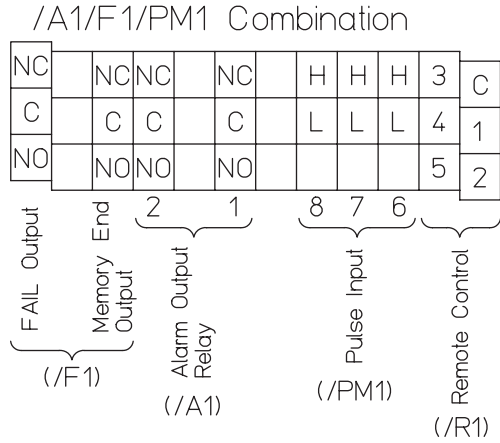 /A1/F1/PM1 Combination
NC NC NC NC H H H 3 C
C C C C L L L 4 1
NO NO NO NO 5 2
2 1 8 7 6
FAIL Output
Memory End
Output
Alarm Output
Relay
Pulse Input
Remote Control
(/F1)
(/A1)
(/PM1)
(/R1)